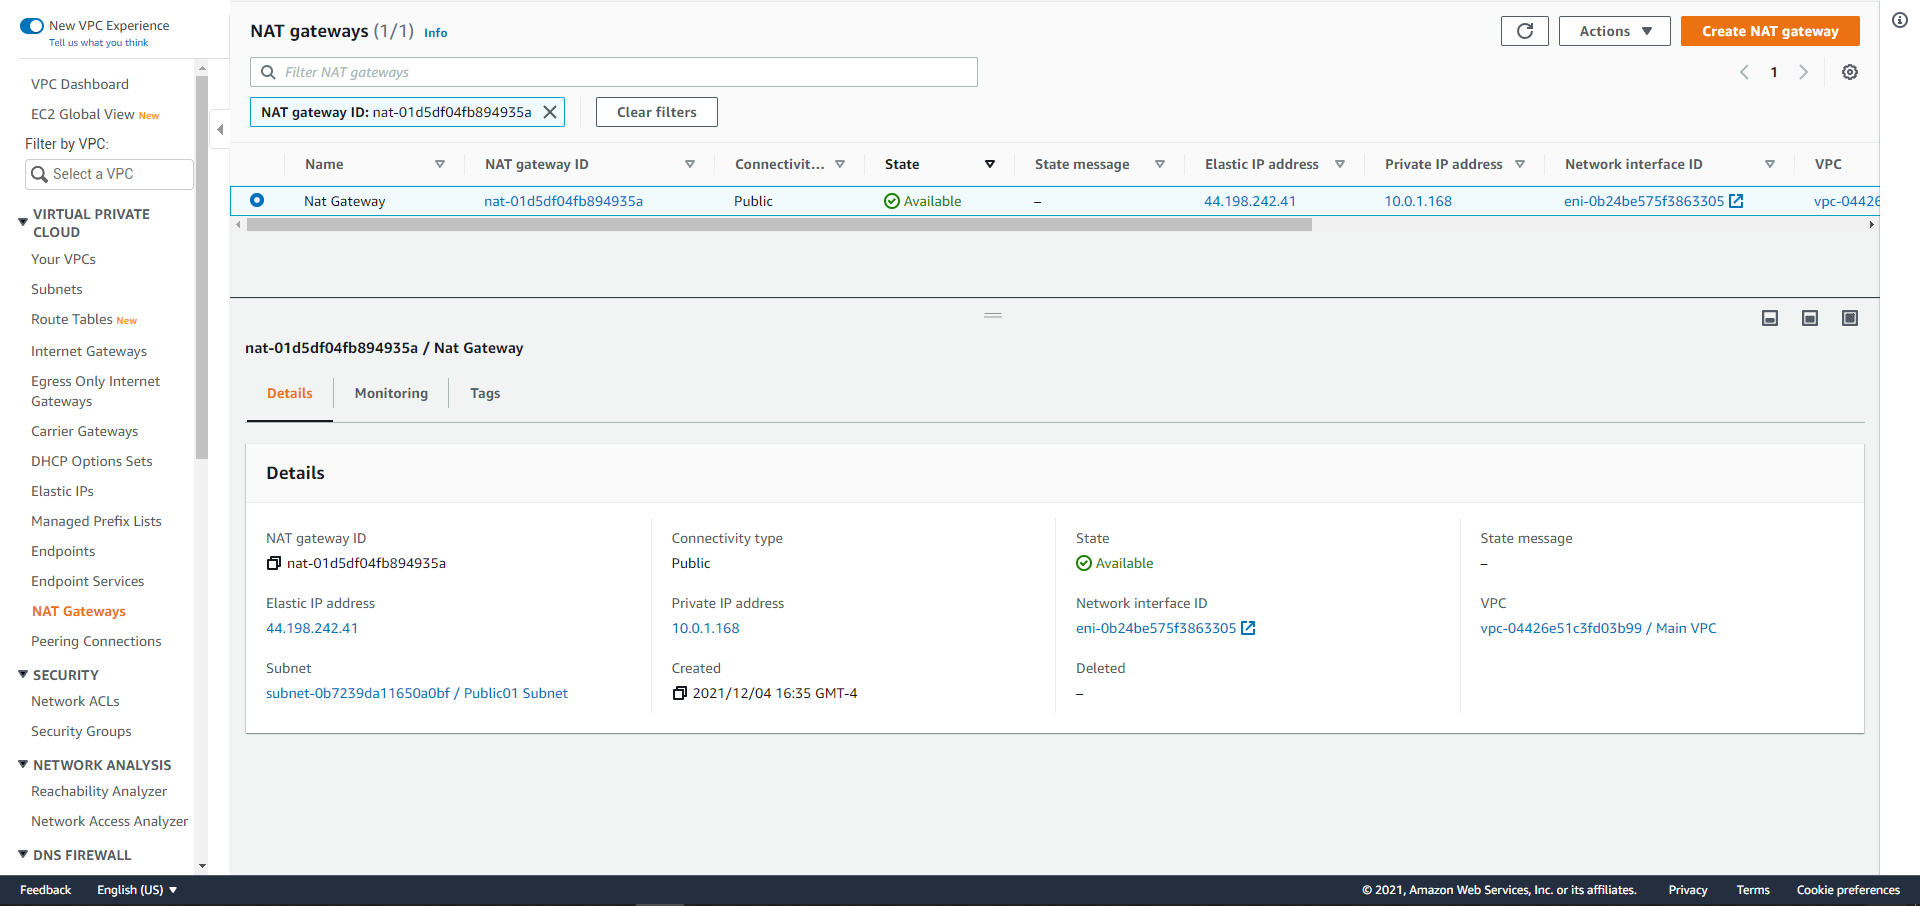 New VPC Experience
Tell us what you think
VPC Dashboard
EC2 Global View New
Filter by VPC:
Select a VPC
VIRTUAL PRIVATE
CLOUD
Your VPCs
Subnets
Route Tables New
Internet Gateways
Egress Only Internet
Gateways
Carrier Gateways
DHCP Options Sets
Elastic IPs
Managed Prefix Lists
Endpoints
Endpoint Services
NAT Gateways
Peering Connections
SECURITY
Network ACLs
Security Groups
NETWORK ANALYSIS
Reachability Analyzer
Network Access Analyzer
DNS FIREWALL
NAT gateways (1/1) Info
Actions
Create NAT gateway
Filter NAT gateways
1
NAT gateway ID: nat-01d5df04fb894935a
Clear filters
Name NAT gateway ID Connectivit... State State message Elastic IP address Private IP address Network interface ID VPC
Nat Gateway nat-01d5df04fb894935a Public Available – 44.198.242.41 10.0.1.168 eni-0b24be575f3863305 vpc-04426
nat-01d5df04fb894935a / Nat Gateway
Details Monitoring Tags
Details
NAT gateway ID
nat-01d5df04fb894935a
Connectivity type
Public
State
Available
State message
–
Elastic IP address
44.198.242.41
Private IP address
10.0.1.168
Network interface ID
eni-0b24be575f3863305
VPC
vpc-04426e51c3fd03b99 / Main VPC
Subnet
subnet-0b7239da11650a0bf / Public01 Subnet
Created
2021/12/04 16:35 GMT-4
Deleted
–
Feedback English (US) © 2021, Amazon Web Services, Inc. or its affiliates. Privacy Terms Cookie preferences